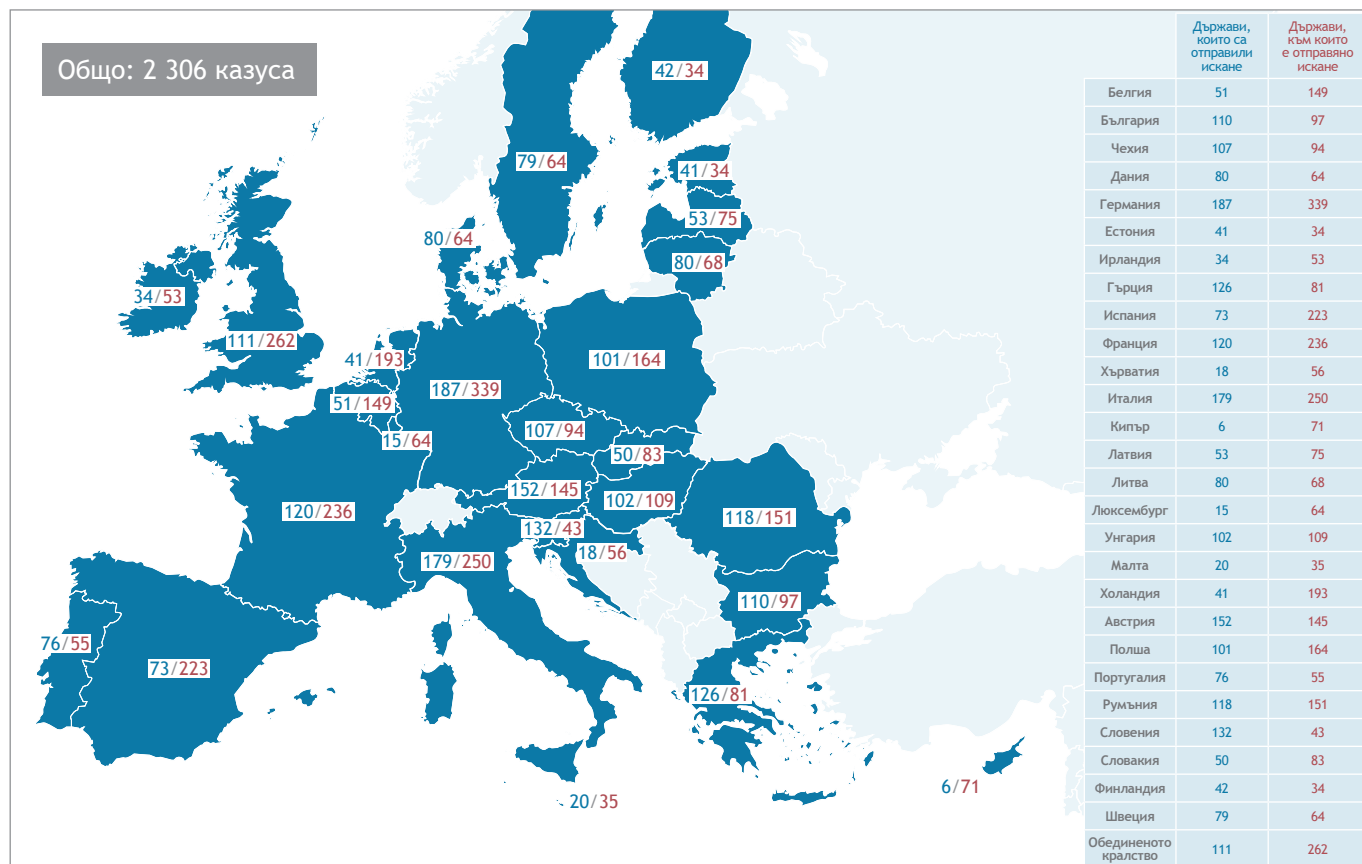 Общо: 2 306 казуса
42/34
79/64
41/34
53/75
80/64
80/68
34/53
111/262
41/193
101/164
187/339
51/149
107/94
15/64
50/83
152/145
102/109
120/236
118/151
132/43
18/56
179/250
110/97
76/55
73/223
126/81
6/71
20/35
Държави, които са отправили искане
Държави, към които е отправяно искане
Белгия 51 149
България 110 97
Чехия 107 94
Дания 80 64
Германия 187 339
Естония 41 34
Ирландия 34 53
Гърция 126 81
Испания 73 223
Франция 120 236
Хърватия 18 56
Италия 179 250
Кипър 6 71
Латвия 53 75
Литва 80 68
Люксембург 15 64
Унгария 102 109
Малта 20 35
Холандия 41 193
Австрия 152 145
Полша 101 164
Португалия 76 55
Румъния 118 151
Словения 132 43
Словакия 50 83
Финландия 42 34
Швеция 79 64
Обединеното кралство 111 262